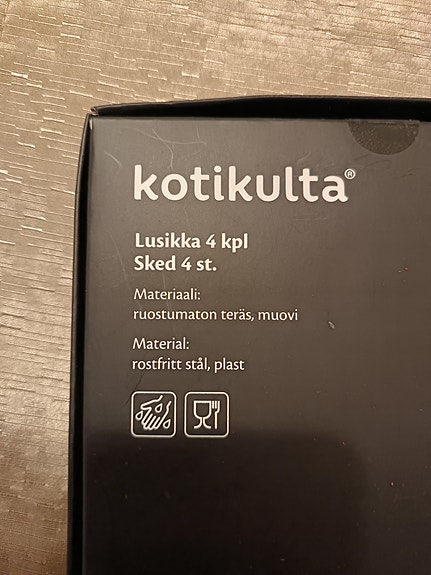 kotikulta®
Lusikka 4 kpl
Sked 4 st.
Materiaali:
ruostumaton teräs, muovi
Material:
rostfritt stål, plast